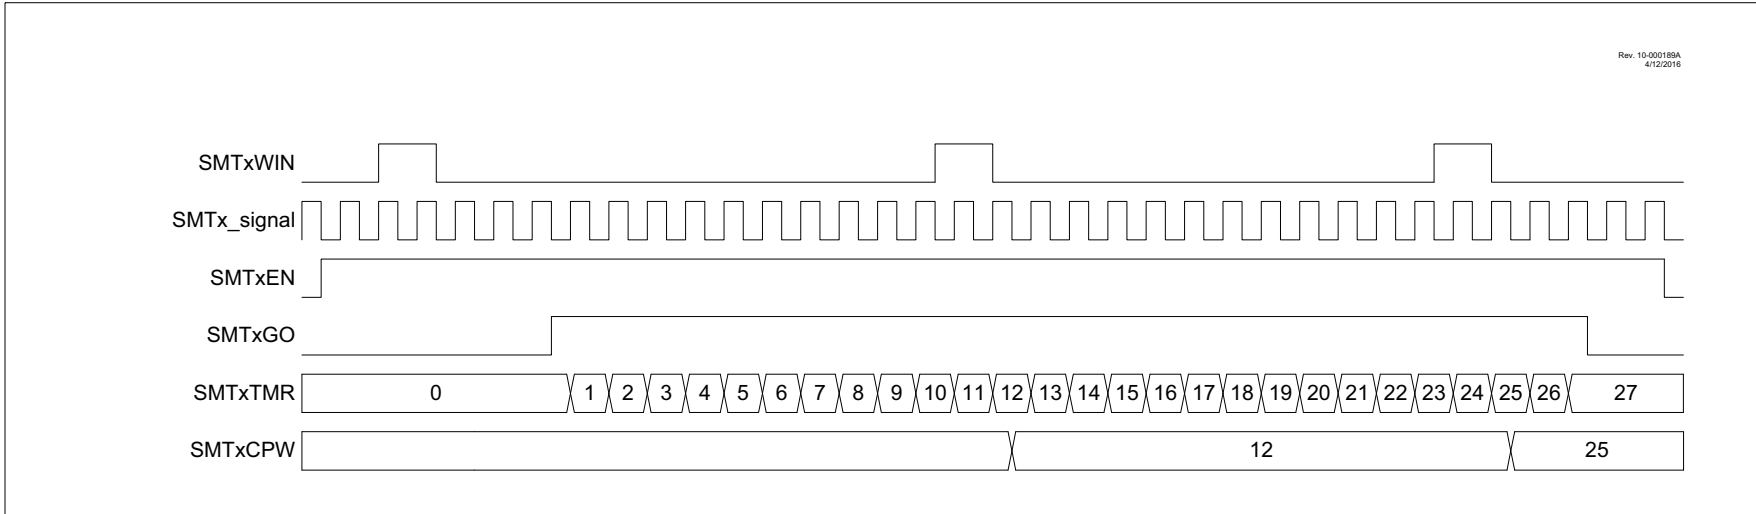 Rev. 10-000189A
4/12/2016
SMTxWIN
SMTx_signal
SMTxEN
SMTxGO
SMTxTMR 0 1 2 3 4 5 6 7 8 9 10 11 12 13 14 15 16 17 18 19 20 21 22 23 24 25 26 27
SMTxCPW 12 25